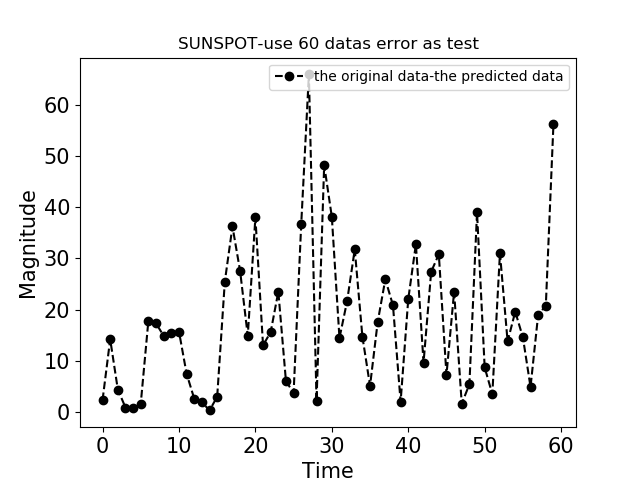 SUNSPOT-use 60 datas error as test
the original data-the predicted data
Magnitude
60
50
40
30
20
10
0
0 10 20 30 40 50 60
Time